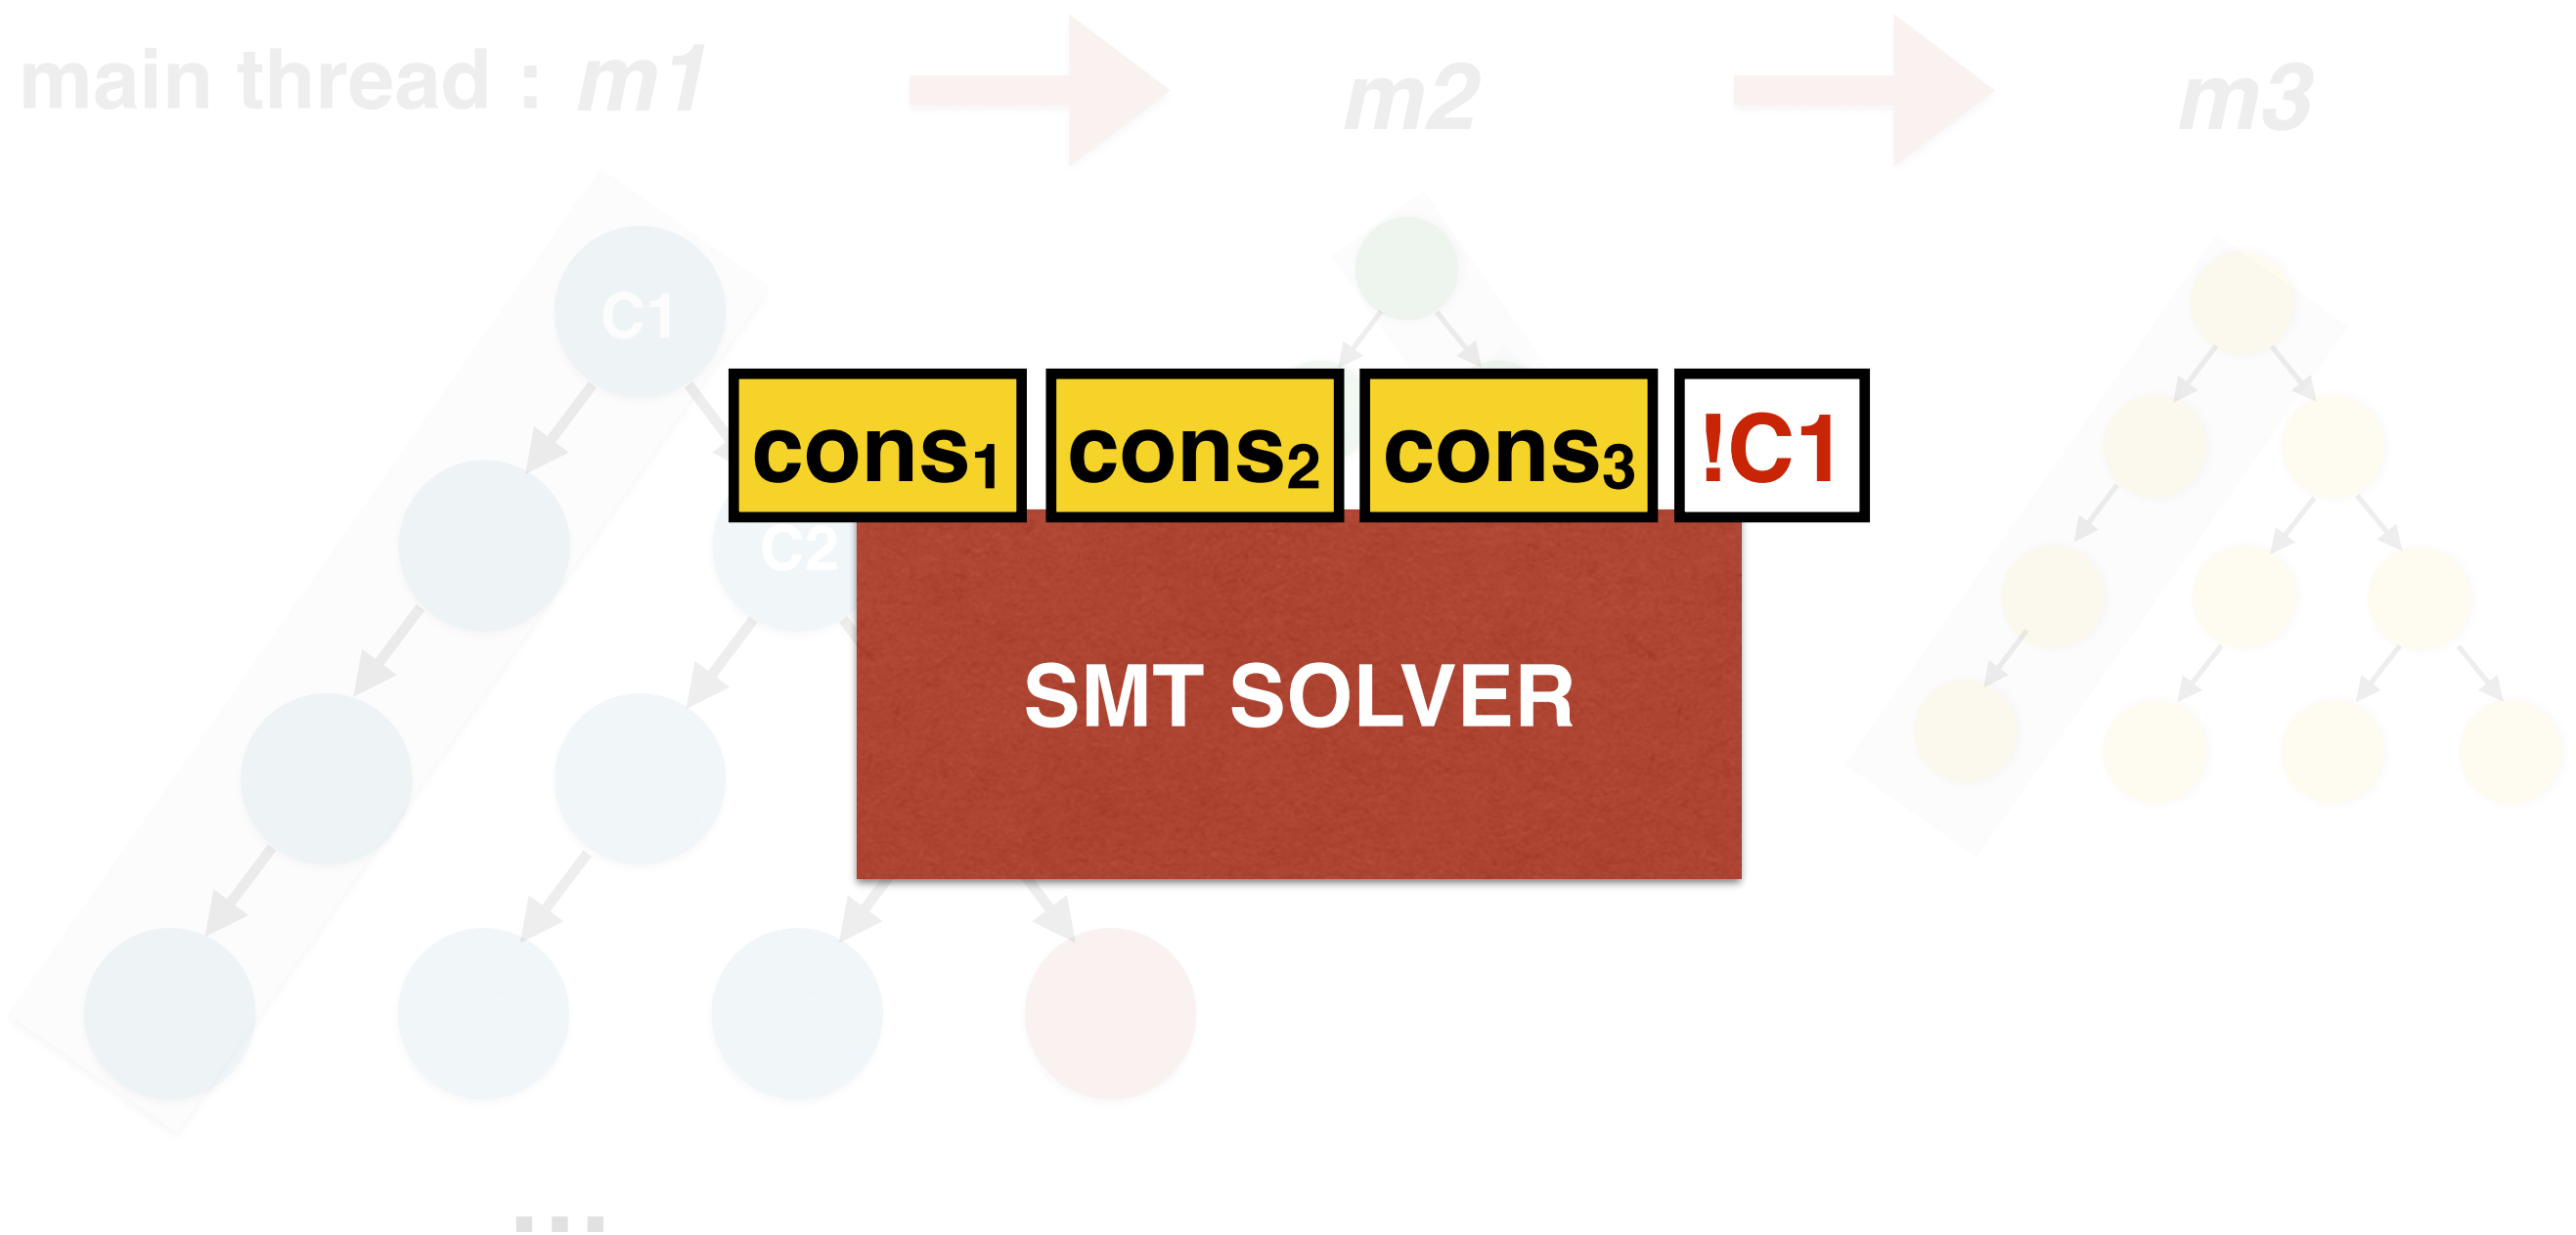 main thread : m1
m2
m3
C1
cons₁ cons₂ cons₃ !C1
C2
SMT SOLVER
...